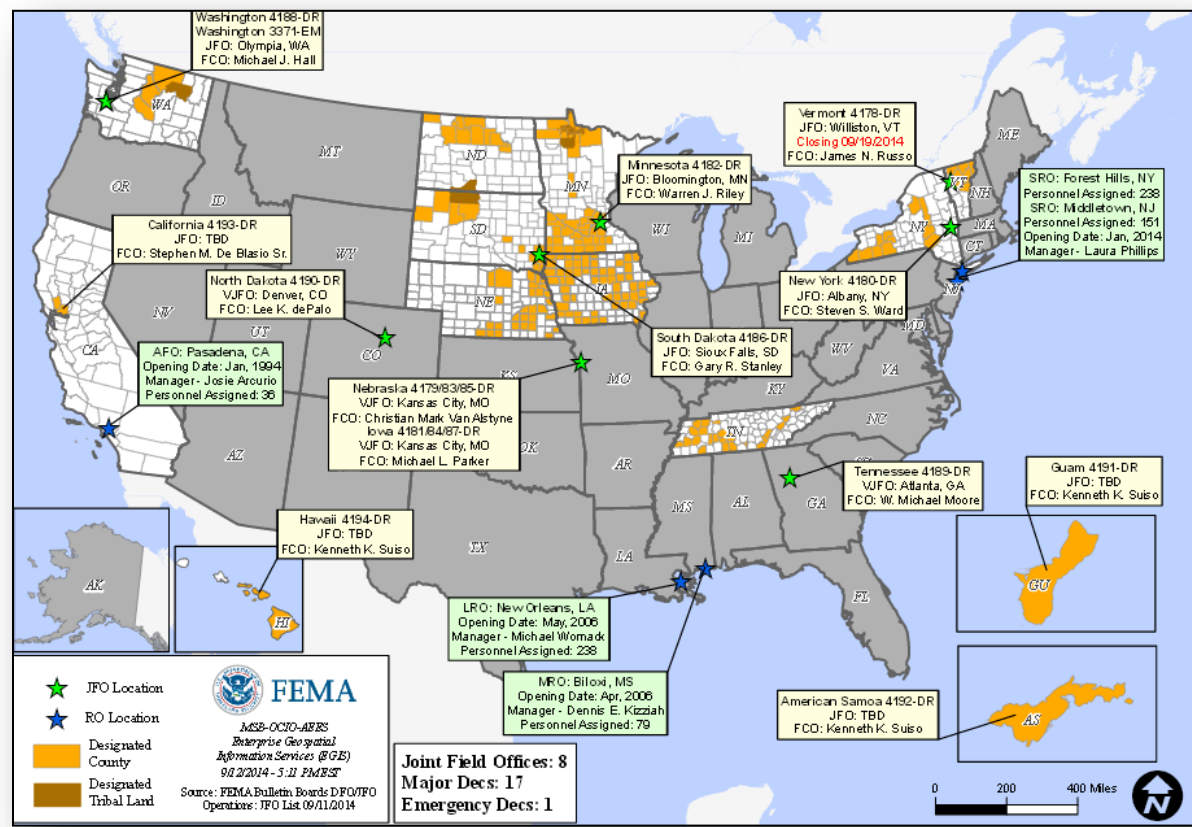 Washington 4188-DR
Washington 3371-EM
JFO: Olympia, WA
FCO: Michael J. Hall
WA
MT
ND
MN
OR
ID
WY
SD
WI
MI
ME
VT
NH
MA
CT
NY
NJ
Vermont 4178-DR
JFO: Williston, VT
Closing 09/19/2014
FCO: James N. Russo
Minnesota 4182-DR
JFO: Bloomington, MN
FCO: Warren J. Riley
SRO: Forest Hills, NY
Personnel Assigned: 238
SRO: Middletown, NJ
Personnel Assigned: 151
Opening Date: Jan, 2014
Manager- Laura Phillips
California 4193-DR
JFO: TBD
FCO: Stephen M. De Blasio Sr.
North Dakota 4190-DR
VJFO: Denver, CO
FCO: Lee K. dePalo
New York 4180-DR
JFO: Albany, NY
FCO: Steven S. Ward
NV
UT
CO
NE
IA
CA
KS
MO
KY
WV
VA
MD
AFO: Pasadena, CA
Opening Date: Jan, 1994
Manager- Josie Arcurio
Personnel Assigned: 36
South Dakota 4186-DR
JFO: Sioux Falls, SD
FCO: Gary R. Stanley
Nebraska 4179/83/85-DR
VJFO: Kansas City, MO
FCO: Christian Mark Van Alstyne
Iowa 4181/84/87-DR
VJFO: Kansas City, MO
FCO: Michael L. Parker
AZ
OK
AR
TN
NC
MS
AL
GA
TX
LA
FL
Tennessee 4189-DR
VJFO: Atlanta, GA
FCO: W. Michael Moore
Guam 4191-DR
JFO: TBD
FCO: Kenneth K. Suiso
GU
Hawaii 4194-DR
JFO: TBD
FCO: Kenneth K. Suiso
AK
HI
LRO: New Orleans, LA
Opening Date: May, 2006
Manager - Michael Womack
Personnel Assigned: 238
MRO: Biloxi, MS
Opening Date: Apr, 2006
Manager - Dennis E. Kizziah
Personnel Assigned: 79
American Samoa 4192-DR
JFO: TBD
FCO: Kenneth K. Suiso
AS
JFO Location
RO Location
Designated
County
Designated
Tribal Land
FEMA
MSB-OCIO-AEBS
Enterprise Geospatial
Information Services (EGIS)
9/12/2014 - 5:11 PM EST
Source: FEMA Bulletin Boards DFO/JFO
Operations: JFO List 09/11/2014
Joint Field Offices: 8
Major Decs: 17
Emergency Decs: 1
0 200 400 Miles
N